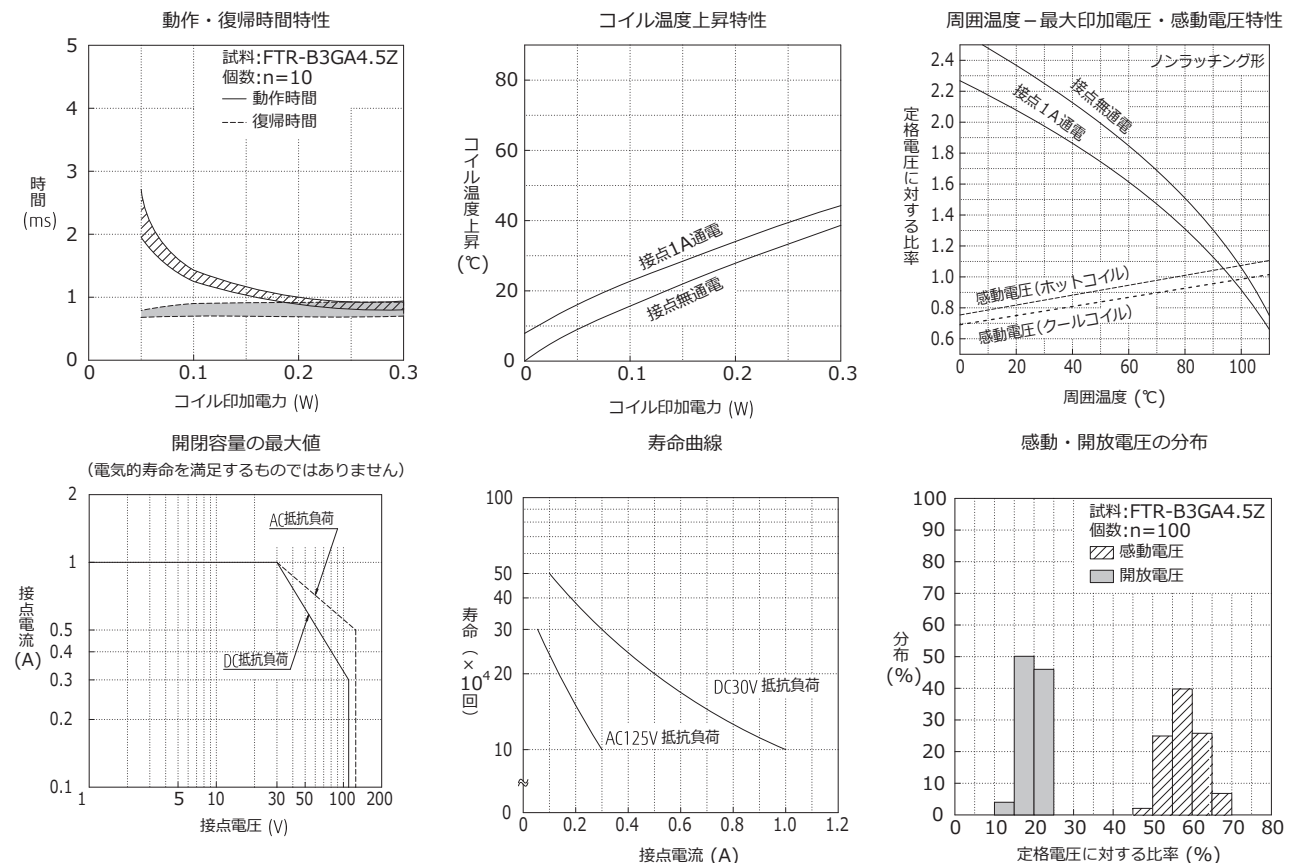 動作・復帰時間特性
5
4
3
2
1
0
時間
(ms)
試料:FTR-B3GA4.5Z
個数:n=10
動作時間
復帰時間
0
0.1
0.2
0.3
コイル印加電力 (W)
コイル温度上昇特性
80
60
40
20
0
コイル温度上昇
(℃)
接点1A通電
接点無通電
0
0.1
0.2
0.3
コイル印加電力 (W)
周囲温度－最大印加電圧・感動電圧特性
2.4
2.2
2.0
1.8
1.6
1.4
1.2
1.0
0.8
0.6
定格電圧に対する比率
ノンラッチング形
接点無通電
接点1A通電
感動電圧(ホットコイル)
感動電圧(クールコイル)
0
20
40
60
80
100
周囲温度 (℃)
開閉容量の最大値
(電気的寿命を満足するものではありません)
2
1
0.5
0.4
0.3
0.2
0.1
接点電流
(A)
AC抵抗負荷
DC抵抗負荷
1
5
10
30
50
100
200
接点電圧 (V)
寿命曲線
100
50
40
30
20
10
0
寿命(×10⁴回)
DC30V 抵抗負荷
AC125V 抵抗負荷
0
0.2
0.4
0.6
0.8
1.0
1.2
接点電流 (A)
感動・開放電圧の分布
100
90
80
70
60
50
40
30
20
10
0
分布
(%)
試料:FTR-B3GA4.5Z
個数:n=100
感動電圧
開放電圧
0
10
20
30
40
50
60
70
80
定格電圧に対する比率 (%)